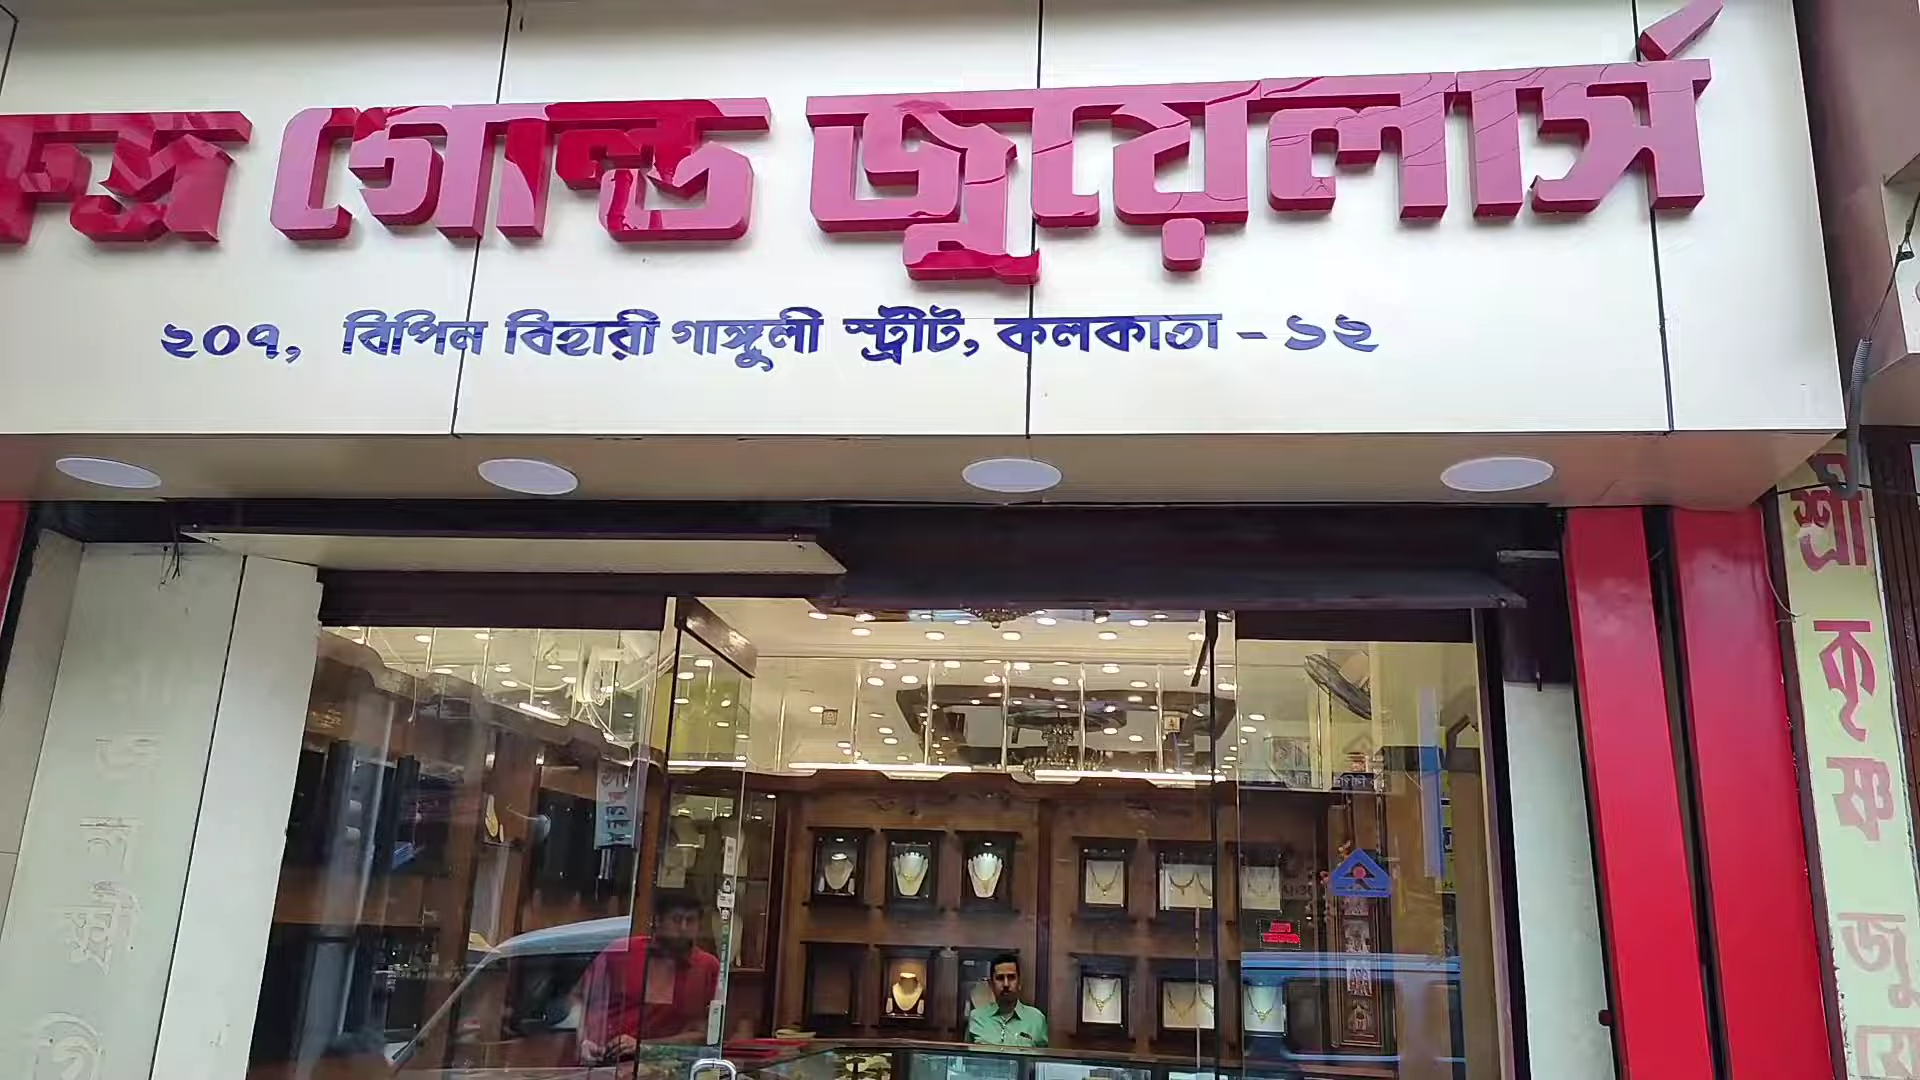 গোল্ড জুয়েলার্স
২০৭, বিপিন বিহারী গাঙ্গুলী স্ট্রীট, কলকাতা - ১২
শ্রী
কৃ
ষ্ণ
জু
য়ে